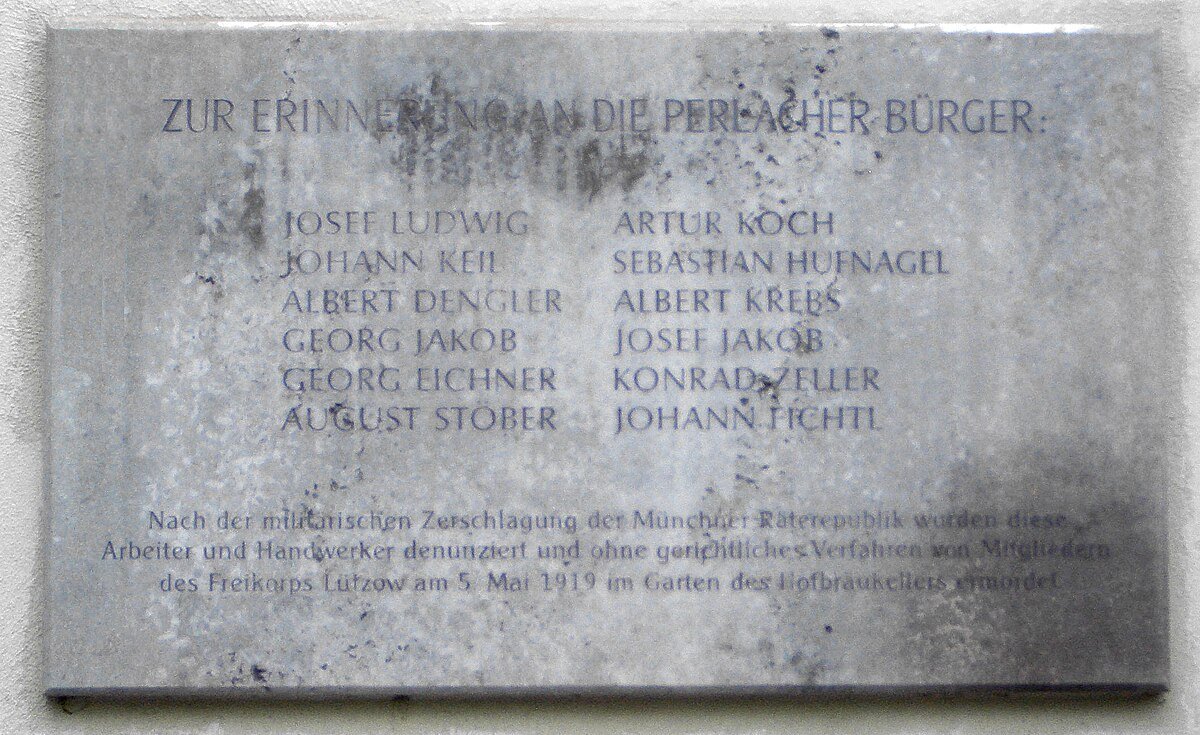 ZUR ERINNERUNG AN DIE PERLACHER BÜRGER:
JOSEF LUDWIG
JOHANN KEIL
ALBERT DENGLER
GEORG JAKOB
GEORG EICHNER
AUGUST STÖBER
ARTUR KOCH
SEBASTIAN HUFNAGEL
ALBERT KREBS
JOSEF JAKOB
KONRAD ZELLER
JOHANN FICHTL
Nach der militärischen Zerschlagung der Münchner Räterepublik wurden diese
Arbeiter und Handwerker denunziert und ohne gerichtliches Verfahren von Mitgliedern
des Freikorps Lützow am 5. Mai 1919 im Garten des Hofbräukellers ermordet.